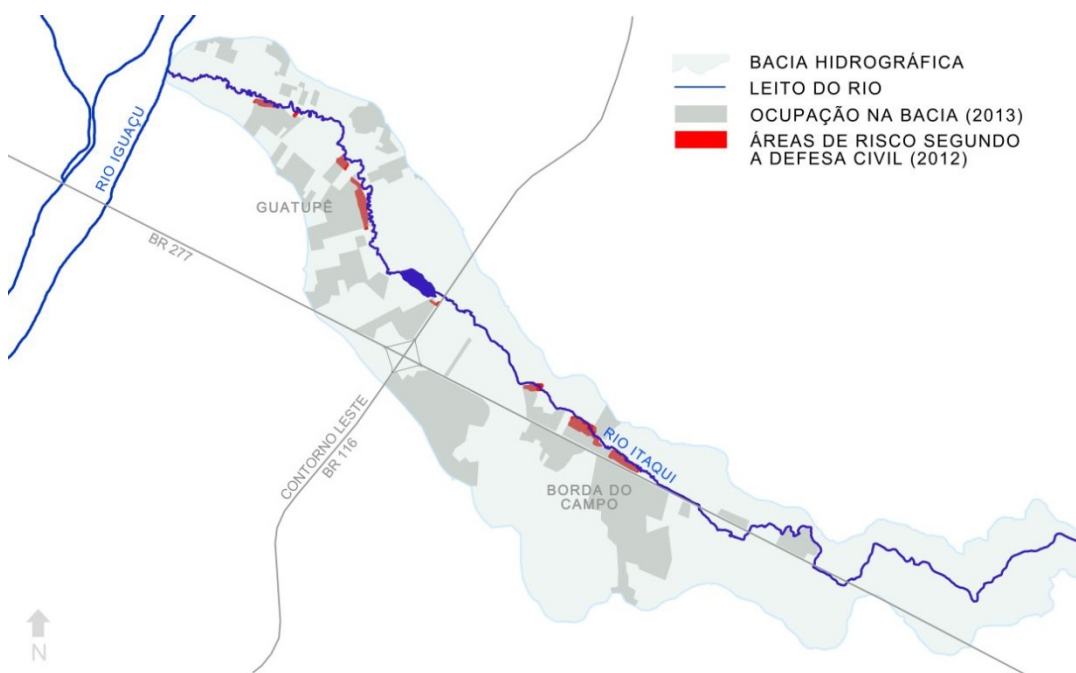 BACIA HIDROGRÁFICA
LEITO DO RIO
OCUPAÇÃO NA BACIA (2013)
ÁREAS DE RISCO SEGUNDO
A DEFESA CIVIL (2012)
RIO IGUAÇU
GUATUPÊ
BR 277
CONTORNO LESTE
BR 116
RIO ITAQUI
BORDA DO
CAMPO
N